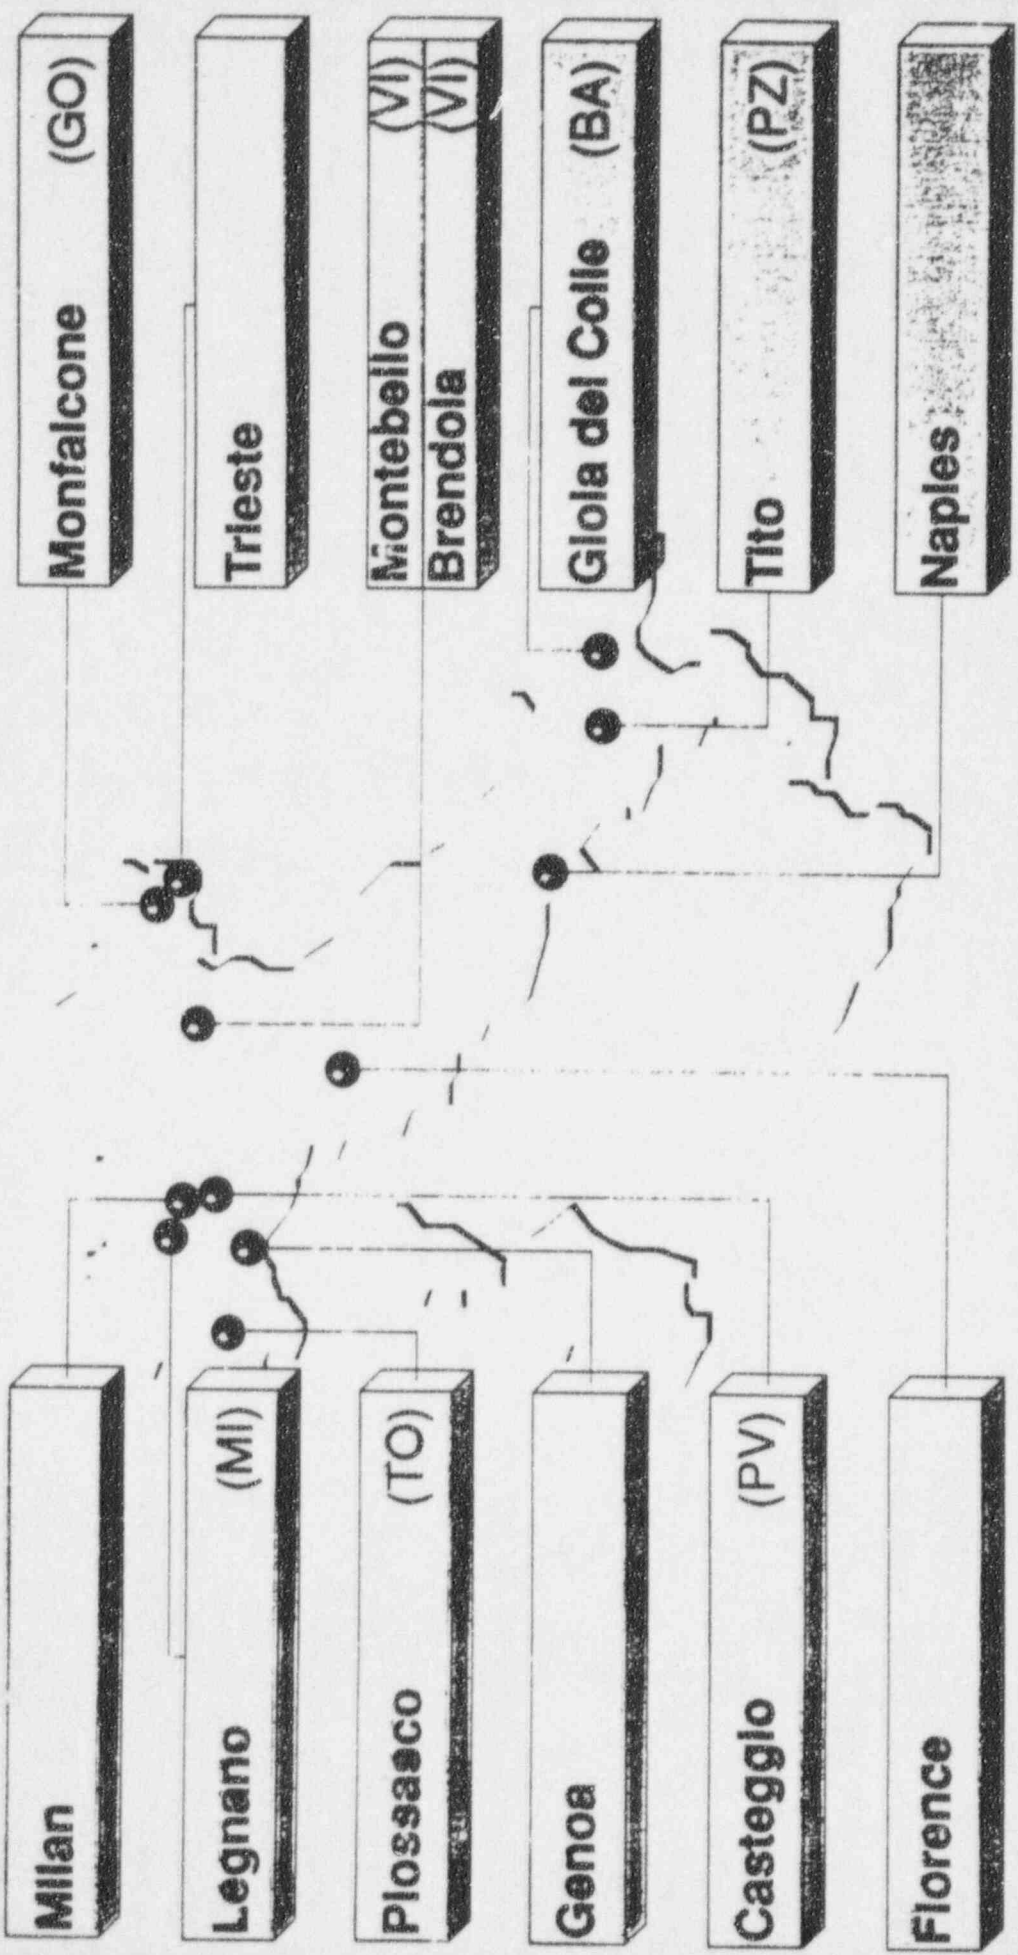 Milan
Legnano (MI)
Piossasco (TO)
Genoa
Casteggio (PV)
Florence
Monfalcone (GO)
Trieste
Montebello (VI)
Brendola (VI)
Gioia del Colle (BA)
Tito (PZ)
Naples